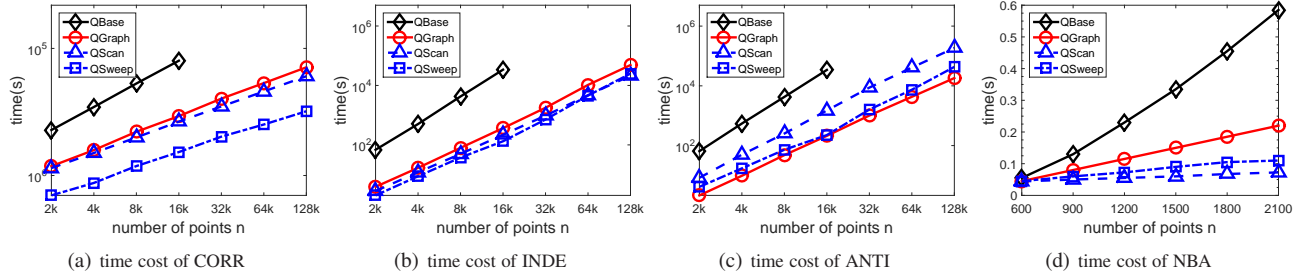 QBase
QGraph
QScan
QSweep
10^5
10^0
time(s)
2k 4k 8k 16k 32k 64k 128k
number of points n
(a) time cost of CORR
QBase
QGraph
QScan
QSweep
10^6
10^4
10^2
time(s)
2k 4k 8k 16k 32k 64k 128k
number of points n
(b) time cost of INDE
QBase
QGraph
QScan
QSweep
10^6
10^4
10^2
time(s)
2k 4k 8k 16k 32k 64k 128k
number of points n
(c) time cost of ANTI
QBase
QGraph
QScan
QSweep
0.6
0.5
0.4
0.3
0.2
0.1
0
time(s)
600 900 1200 1500 1800 2100
number of points n
(d) time cost of NBA